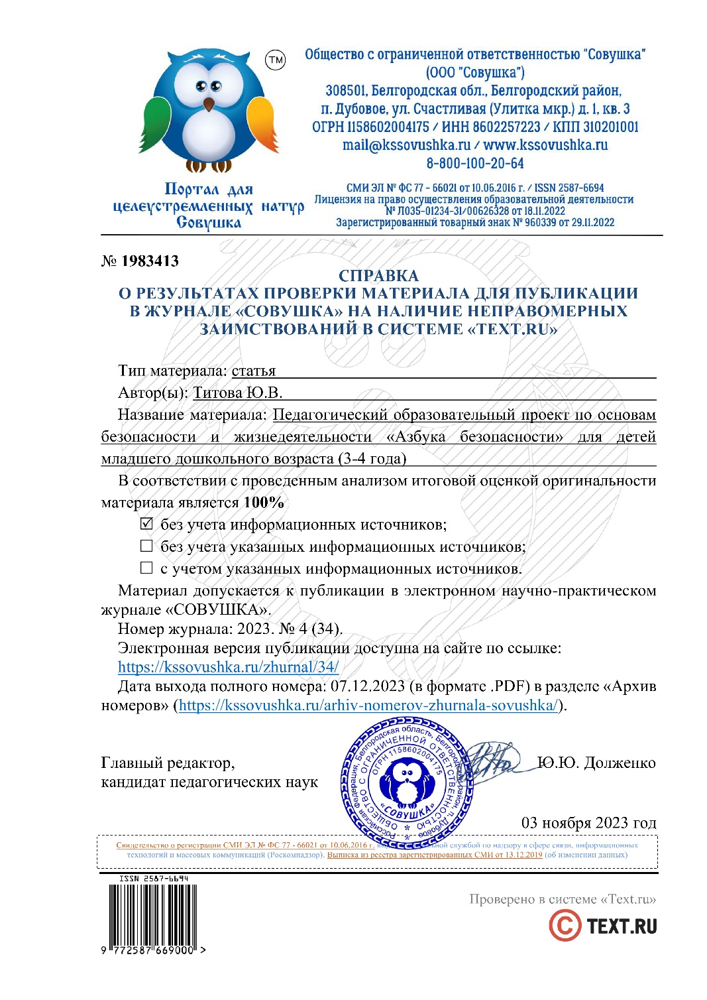 TM
Общество с ограниченной ответственностью "Совушка"
(ООО "Совушка")
308501, Белгородская обл., Белгородский район,
п. Дубовое, ул. Счастливая (Улитка мкр.) д. 1, кв. 3
ОГРН 1158602004175 / ИНН 8602257223 / КПП 310201001
mail@kssovushka.ru / www.kssovushka.ru
8-800-100-20-64
СМИ ЭЛ № ФС 77 - 66021 от 10.06.2016 г. / ISSN 2587-6694
Лицензия на право осуществления образовательной деятельности
№ Л035-01234-31/00626328 от 18.11.2022
Зарегистрированный товарный знак № 960339 от 29.11.2022
Портал для
целеустремленных натур
Совушка
№ 1983413
СПРАВКА
О РЕЗУЛЬТАТАХ ПРОВЕРКИ МАТЕРИАЛА ДЛЯ ПУБЛИКАЦИИ
В ЖУРНАЛЕ «СОВУШКА» НА НАЛИЧИЕ НЕПРАВОМЕРНЫХ
ЗАИМСТВОВАНИЙ В СИСТЕМЕ «TEXT.RU»
Тип материала: статья
Автор(ы): Титова Ю.В.
Название материала: Педагогический образовательный проект по основам
безопасности и жизнедеятельности «Азбука безопасности» для детей
младшего дошкольного возраста (3-4 года)
В соответствии с проведенным анализом итоговой оценкой оригинальности
материала является 100%
☑ без учета информационных источников;
☐ без учета указанных информационных источников;
☐ с учетом указанных информационных источников.
Материал допускается к публикации в электронном научно-практическом
журнале «СОВУШКА».
Номер журнала: 2023. № 4 (34).
Электронная версия публикации доступна на сайте по ссылке:
https://kssovushka.ru/zhurnal/34/
Дата выхода полного номера: 07.12.2023 (в формате .PDF) в разделе «Архив
номеров» (https://kssovushka.ru/arhiv-nomerov-zhurnala-sovushka/).
Главный редактор,
кандидат педагогических наук
Российская Федерация, Белгородская область, Белгородский район, п. Дубовое
ОБЩЕСТВО С ОГРАНИЧЕННОЙ ОТВЕТСТВЕННОСТЬЮ
ОГРН 1158602004175
«СОВУШКА»
Ю.Ю. Долженко
03 ноября 2023 год
Свидетельство о регистрации СМИ ЭЛ № ФС 77 - 66021 от 10.06.2016 г. службой по надзору в сфере связи, информационных
технологий и массовых коммуникаций (Роскомнадзор). Выписка из реестра зарегистрированных СМИ от 13.12.2019 (об изменении данных)
ISSN 2587-6694
9 772587 669000 >
Проверено в системе «Text.ru»
C TEXT.RU